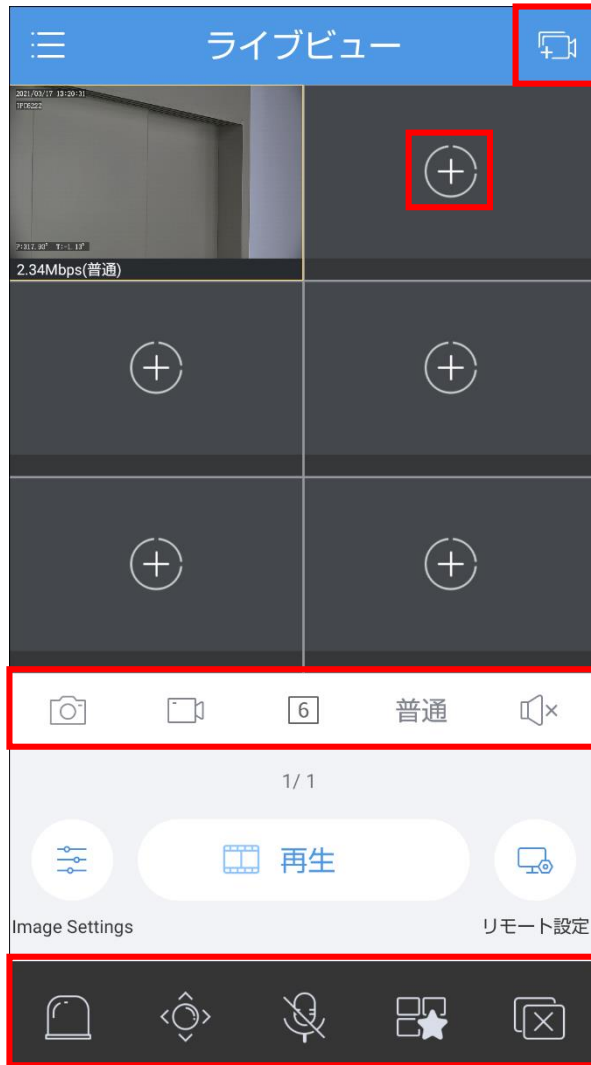 ライブビュー
2021/03/17 13:20:31
2.34Mbps(普通)
6
普通
1/ 1
再生
Image Settings
リモート設定